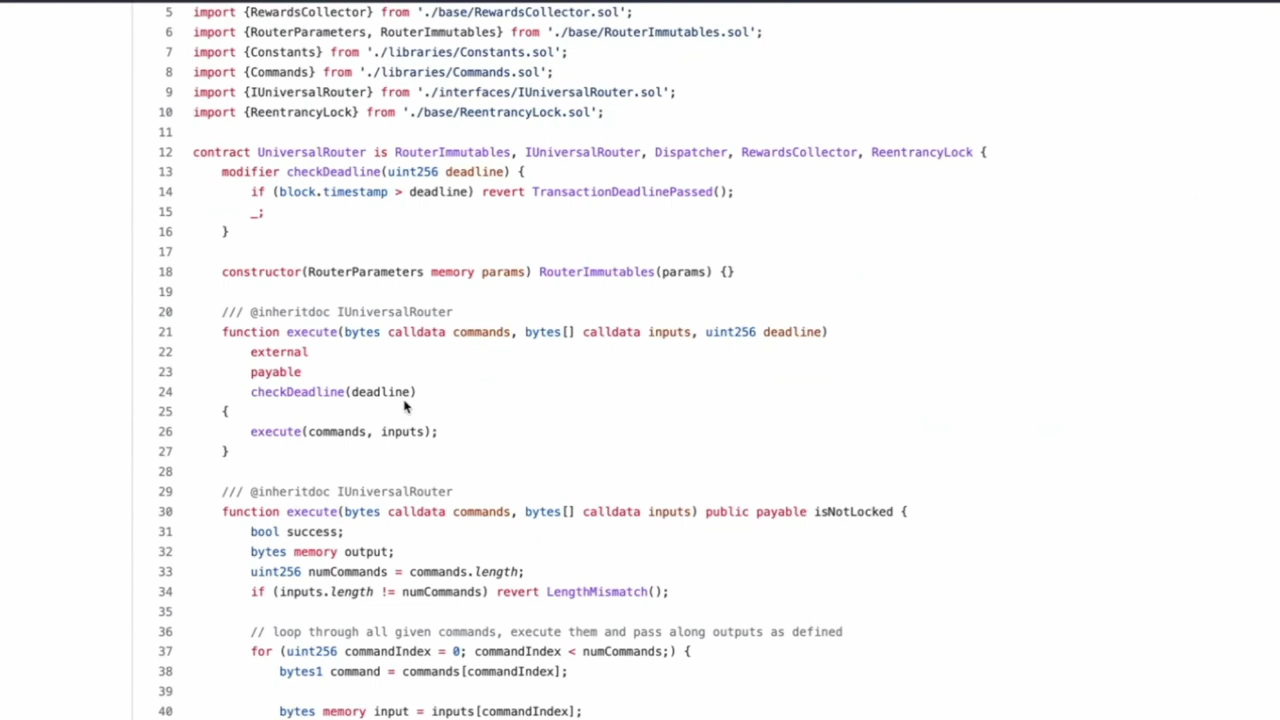 5 import {RewardsCollector} from './base/RewardsCollector.sol';
6 import {RouterParameters, RouterImmutables} from './base/RouterImmutables.sol';
7 import {Constants} from './libraries/Constants.sol';
8 import {Commands} from './libraries/Commands.sol';
9 import {IUniversalRouter} from './interfaces/IUniversalRouter.sol';
10 import {ReentrancyLock} from './base/ReentrancyLock.sol';
11
12 contract UniversalRouter is RouterImmutables, IUniversalRouter, Dispatcher, RewardsCollector, ReentrancyLock {
13     modifier checkDeadline(uint256 deadline) {
14         if (block.timestamp > deadline) revert TransactionDeadlinePassed();
15         _;
16     }
17
18     constructor(RouterParameters memory params) RouterImmutables(params) {}
19
20     /// @inheritdoc IUniversalRouter
21     function execute(bytes calldata commands, bytes[] calldata inputs, uint256 deadline)
22         external
23         payable
24         checkDeadline(deadline)
25     {
26         execute(commands, inputs);
27     }
28
29     /// @inheritdoc IUniversalRouter
30     function execute(bytes calldata commands, bytes[] calldata inputs) public payable isNotLocked {
31         bool success;
32         bytes memory output;
33         uint256 numCommands = commands.length;
34         if (inputs.length != numCommands) revert LengthMismatch();
35
36         // loop through all given commands, execute them and pass along outputs as defined
37         for (uint256 commandIndex = 0; commandIndex < numCommands;) {
38             bytes1 command = commands[commandIndex];
39
40             bytes memory input = inputs[commandIndex];